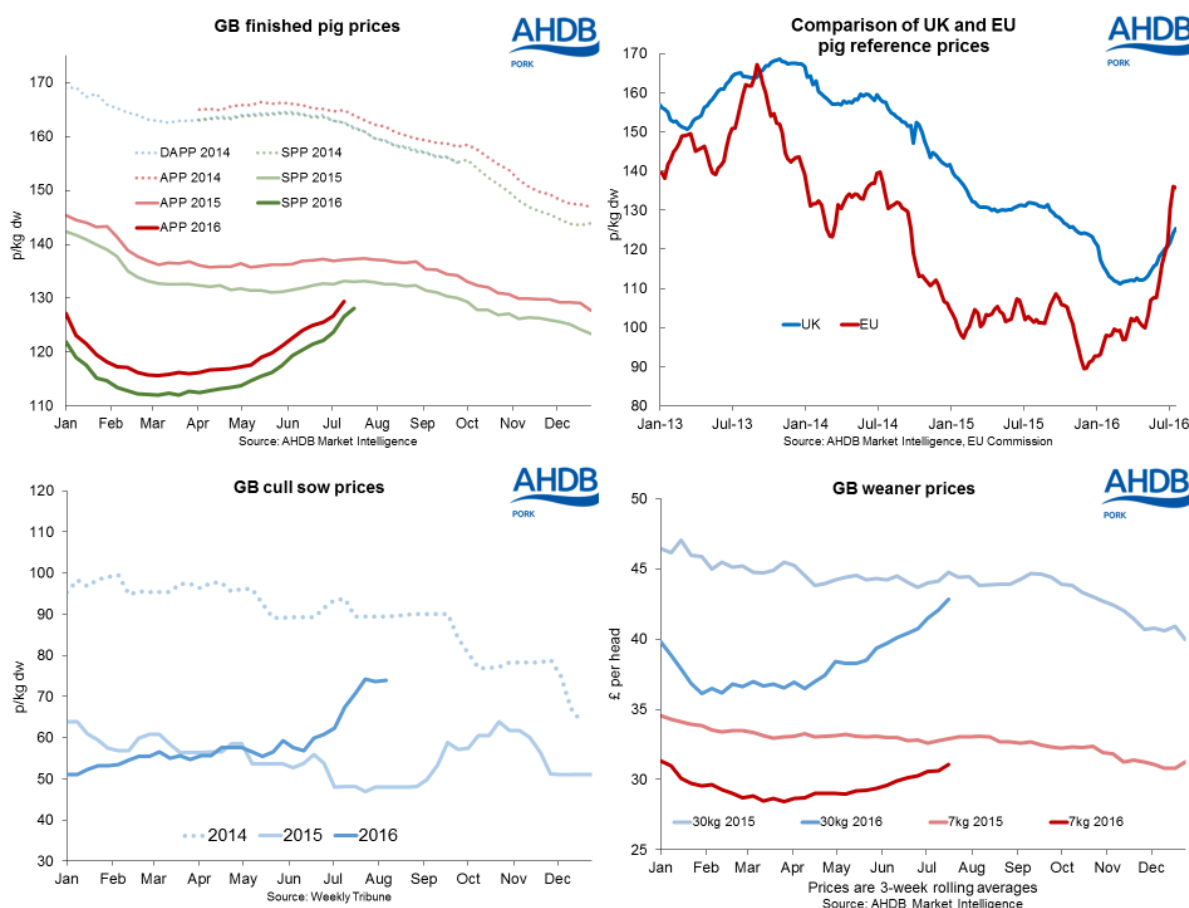 GB finished pig prices
AHDB
PORK
170
160
150
140
130
120
110
p/kg dw
DAPP 2014
SPP 2014
APP 2014
SPP 2015
APP 2015
SPP 2016
APP 2016
Jan Feb Mar Apr May Jun Jul Aug Sep Oct Nov Dec
Source: AHDB Market Intelligence
Comparison of UK and EU
pig reference prices
AHDB
PORK
170
160
150
140
130
120
110
100
90
80
p/kg dw
UK
EU
Jan-13 Jul-13 Jan-14 Jul-14 Jan-15 Jul-15 Jan-16 Jul-16
Source: AHDB Market Intelligence, EU Commission
GB cull sow prices
AHDB
PORK
120
110
100
90
80
70
60
50
40
30
p/kg dw
2014
2015
2016
Jan Feb Mar Apr May Jun Jul Aug Sep Oct Nov Dec
Source: Weekly Tribune
GB weaner prices
AHDB
PORK
50
45
40
35
30
25
£ per head
30kg 2015
30kg 2016
7kg 2015
7kg 2016
Jan Feb Mar Apr May Jun Jul Aug Sep Oct Nov Dec
Prices are 3-week rolling averages
Source: AHDB Market Intelligence